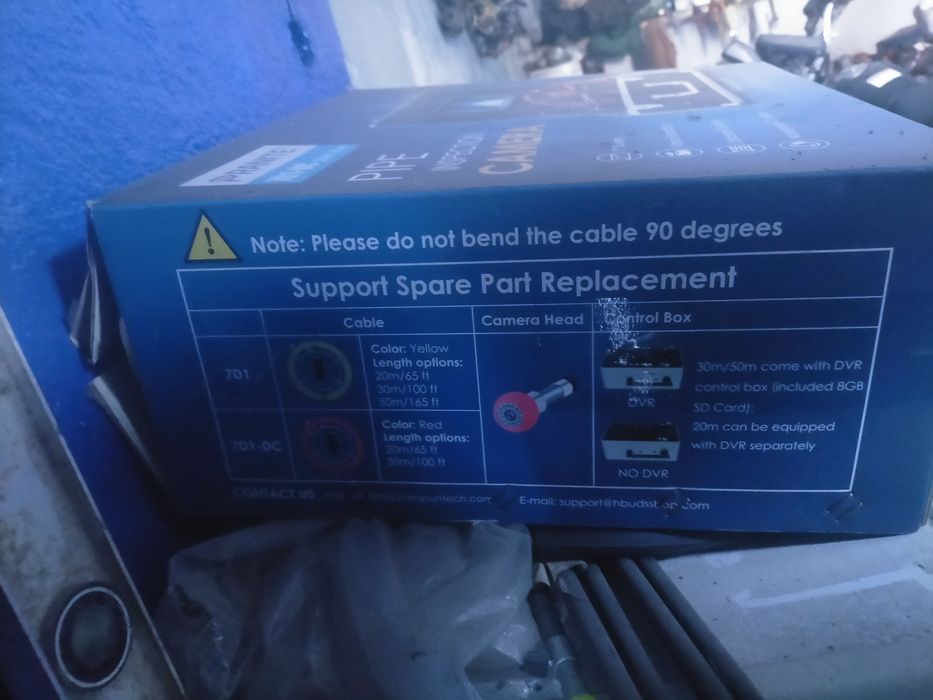 PIPE
INSPECTION
CAMERA
Note: Please do not bend the cable 90 degrees
Support Spare Part Replacement
Cable
Camera Head
Control Box
7D1
Color: Yellow
Length options:
20m/65 ft
30m/100 ft
50m/165 ft
7D1-DC
Color: Red
Length options:
20m/65 ft
30m/100 ft
DVR
NO DVR
30m/50m come with DVR
control box (included 8GB
SD Card);
20m can be equipped
with DVR separately
CONTACT US
E-mail: support@hbudsshop.com